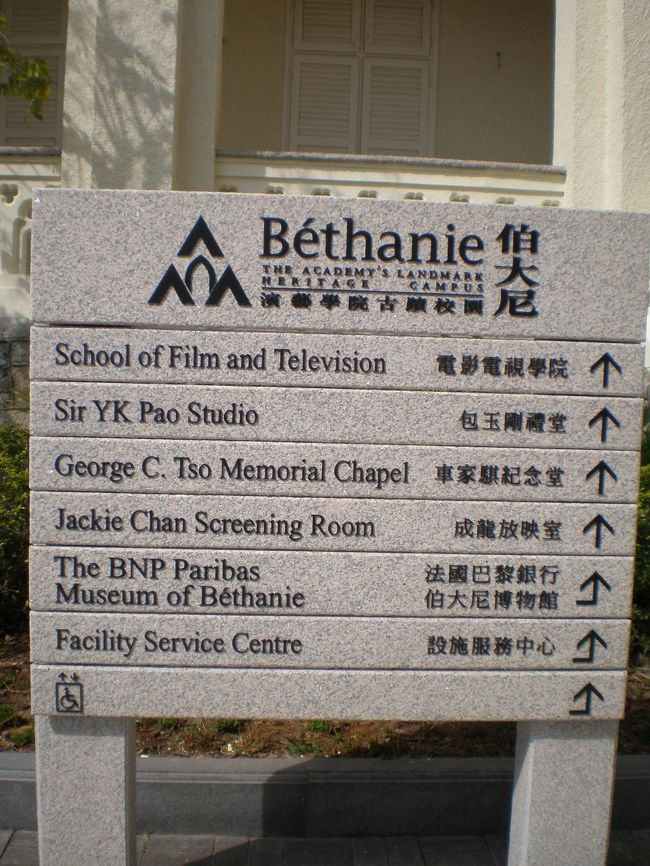 Béthanie 伯大尼
THE ACADEMY'S LANDMARK
HERITAGE CAMPUS
演藝學院古蹟校園
School of Film and Television 電影電視學院
Sir YK Pao Studio 包玉剛禮堂
George C. Tso Memorial Chapel 車家騏紀念堂
Jackie Chan Screening Room 成龍放映室
The BNP Paribas 法國巴黎銀行
Museum of Béthanie 伯大尼博物館
Facility Service Centre 設施服務中心